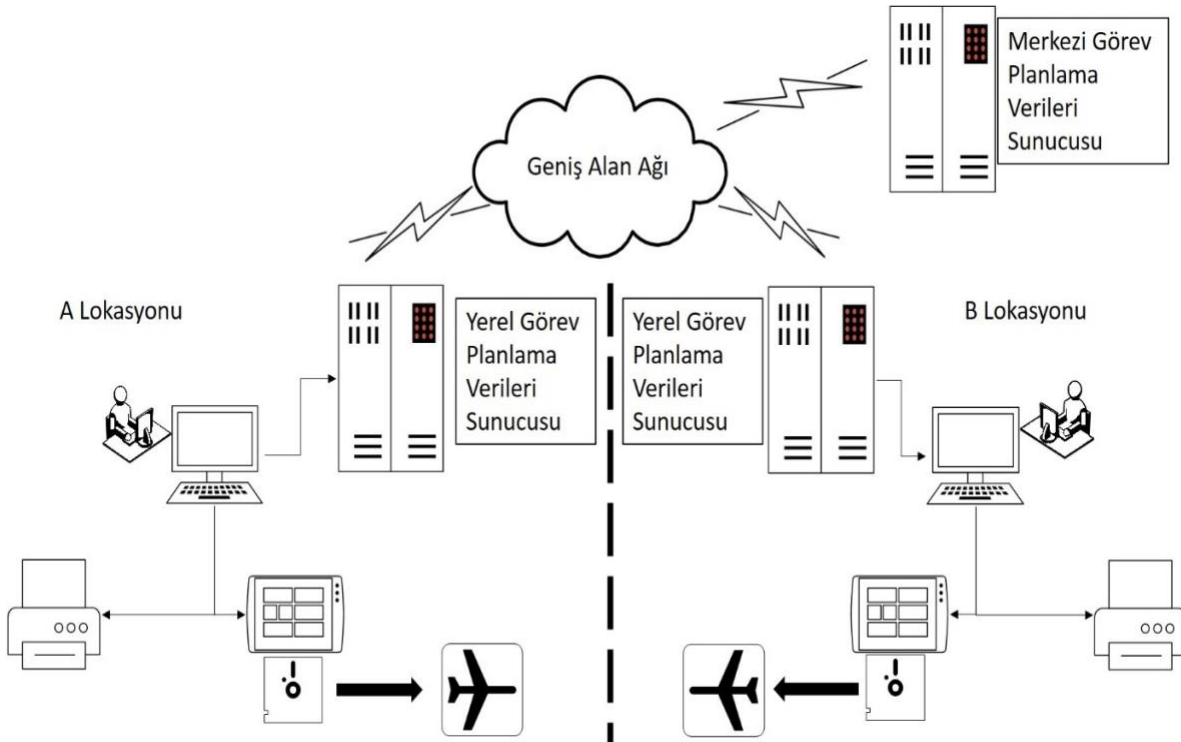 Merkezi Görev
Planlama
Verileri
Sunucusu
Geniş Alan Ağı
A Lokasyonu
Yerel Görev
Planlama
Verileri
Sunucusu
Yerel Görev
Planlama
Verileri
Sunucusu
B Lokasyonu